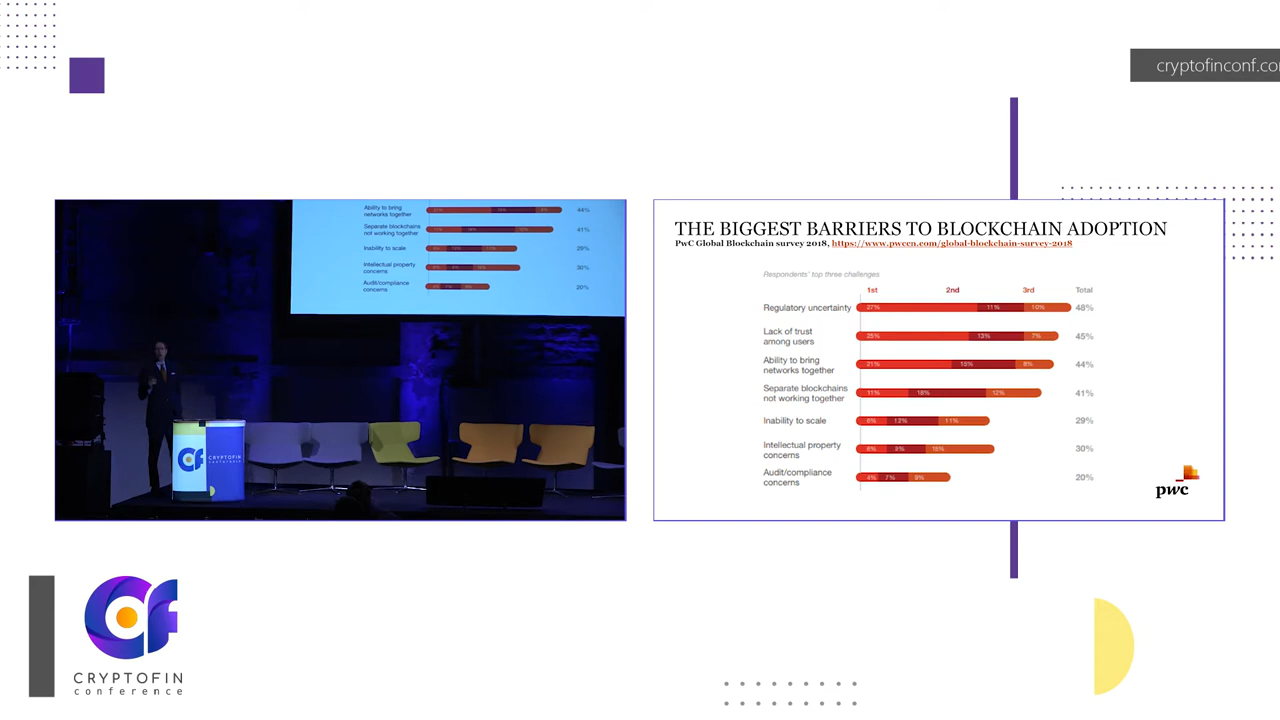 cryptofinconf.co
Ability to bring
networks together
44%
Separate blockchains
not working together
41%
Inability to scale
29%
Intellectual property
concerns
30%
Audit/compliance
concerns
20%
CRYPTOFIN
conference
THE BIGGEST BARRIERS TO BLOCKCHAIN ADOPTION
PwC Global Blockchain survey 2018, https://www.pwccn.com/global-blockchain-survey-2018
Respondents' top three challenges
1st 2nd 3rd Total
Regulatory uncertainty 27% 11% 10% 48%
Lack of trust
among users
25% 13% 7% 45%
Ability to bring
networks together
21% 15% 8% 44%
Separate blockchains
not working together
11% 18% 12% 41%
Inability to scale 6% 12% 11% 29%
Intellectual property
concerns
6% 9% 15% 30%
Audit/compliance
concerns
4% 7% 9% 20%
pwc
CRYPTOFIN
conference